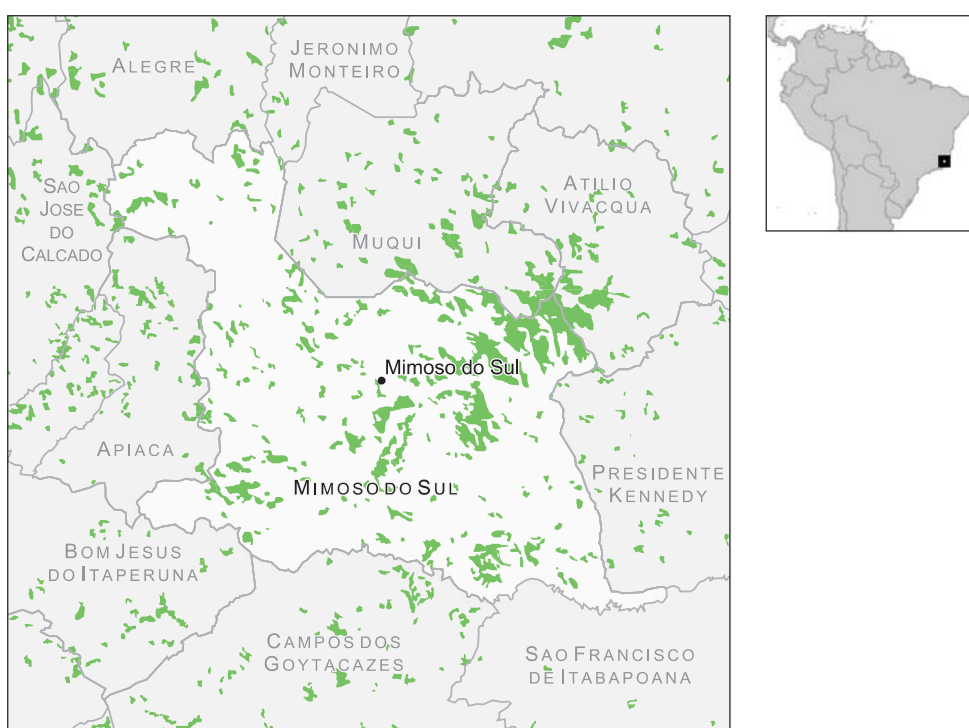 JERONIMO
MONTEIRO
ALEGRE
SAO
JOSE
DO
CALCADO
ATILIO
VIVACQUA
MUQUI
Mimoso do Sul
APIACA
MIMOSO DO SUL
PRESIDENTE
KENNEDY
BOM JESUS
DO ITAPERUNA
CAMPOS DOS
GOYTACAZES
SAO FRANCISCO
DE ITABAPOANA